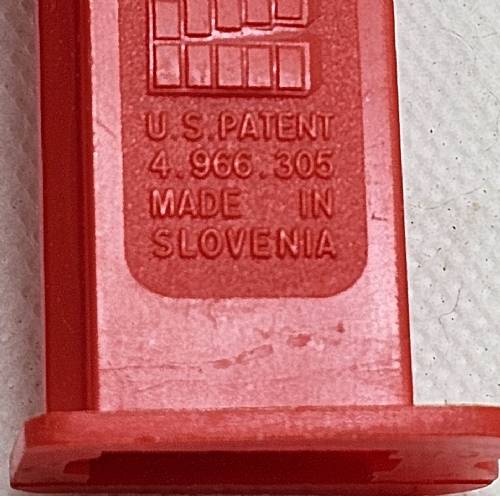 U.S. PATENT
4.966.305
MADE IN
SLOVENIA